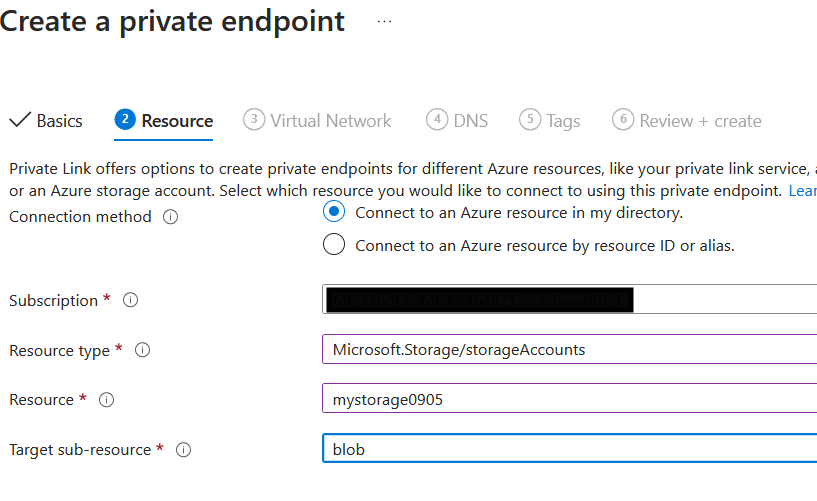 Create a private endpoint ...
Basics 2 Resource 3 Virtual Network 4 DNS 5 Tags 6 Review + create
Private Link offers options to create private endpoints for different Azure resources, like your private link service,
or an Azure storage account. Select which resource you would like to connect to using this private endpoint. Lear
Connection method
Connect to an Azure resource in my directory.
Connect to an Azure resource by resource ID or alias.
Subscription *
Resource type * Microsoft.Storage/storageAccounts
Resource * mystorage0905
Target sub-resource * blob